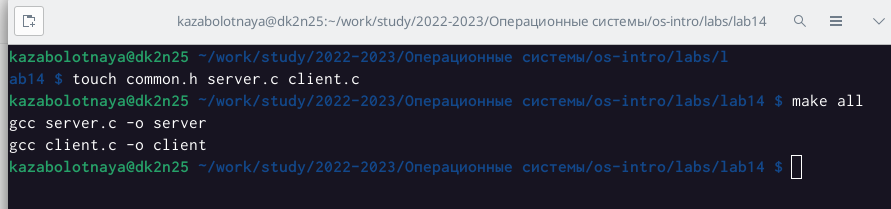 kazabolotnaya@dk2n25:~/work/study/2022-2023/Операционные системы/os-intro/labs/lab14
kazabolotnaya@dk2n25 ~/work/study/2022-2023/Операционные системы/os-intro/labs/l
ab14 $ touch common.h server.c client.c
kazabolotnaya@dk2n25 ~/work/study/2022-2023/Операционные системы/os-intro/labs/lab14 $ make all
gcc server.c -o server
gcc client.c -o client
kazabolotnaya@dk2n25 ~/work/study/2022-2023/Операционные системы/os-intro/labs/lab14 $